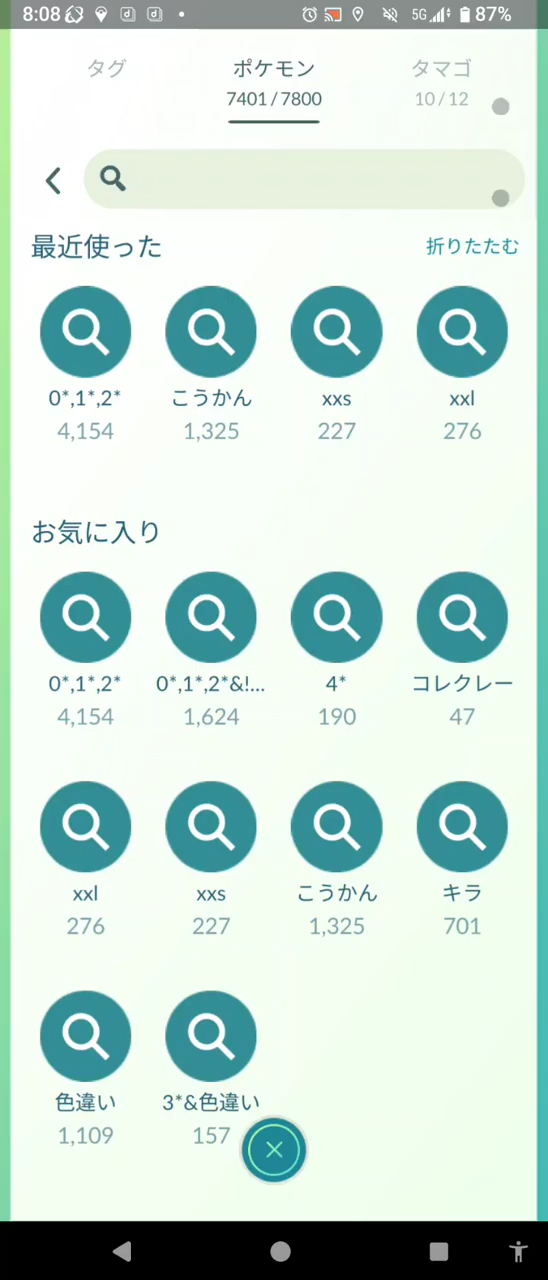 8:08 5G 87%
タグ ポケモン タマゴ
7401/7800 10/12
最近使った 折りたたむ
0*,1*,2* こうかん xxs xxl
4,154 1,325 227 276
お気に入り
0*,1*,2* 0*,1*,2*&!... 4* コレクレー
4,154 1,624 190 47
xxl xxs こうかん キラ
276 227 1,325 701
色違い 3*&色違い
1,109 157